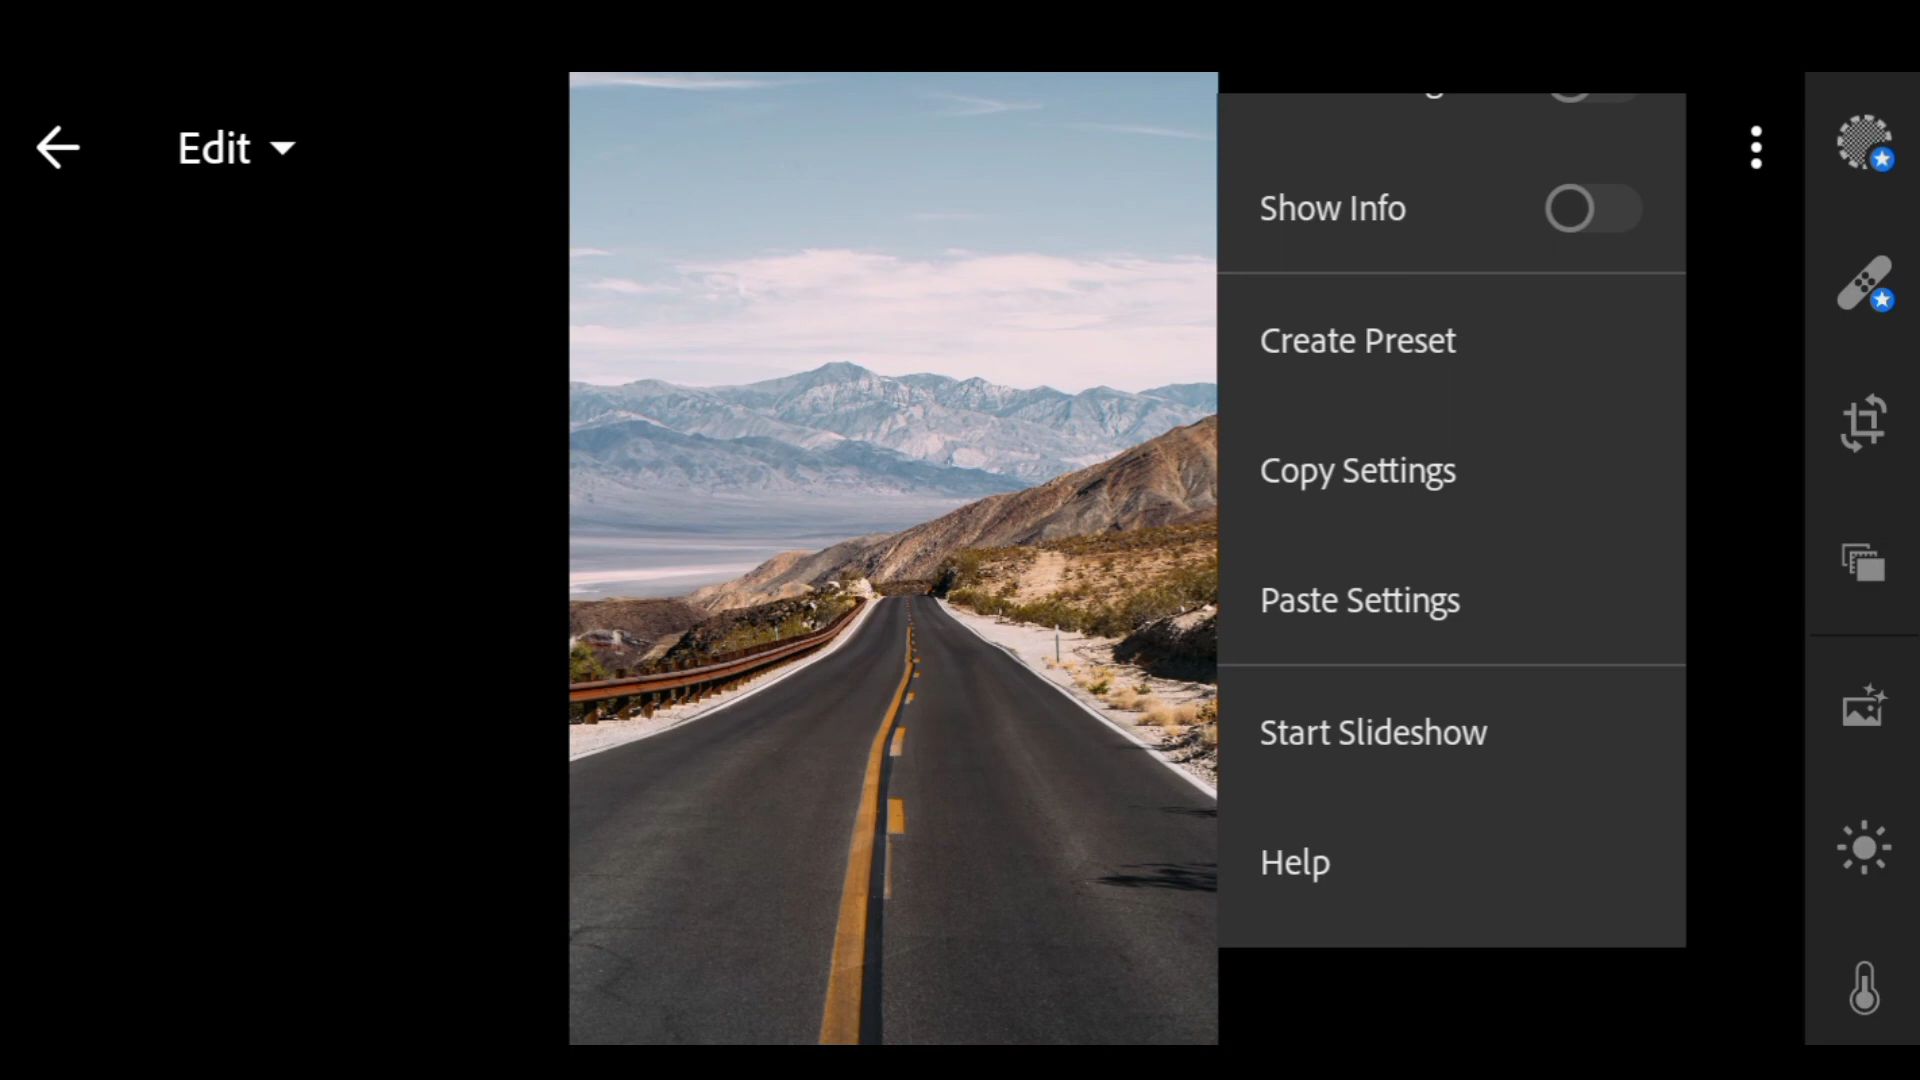 Edit
Show Info
Create Preset
Copy Settings
Paste Settings
Start Slideshow
Help